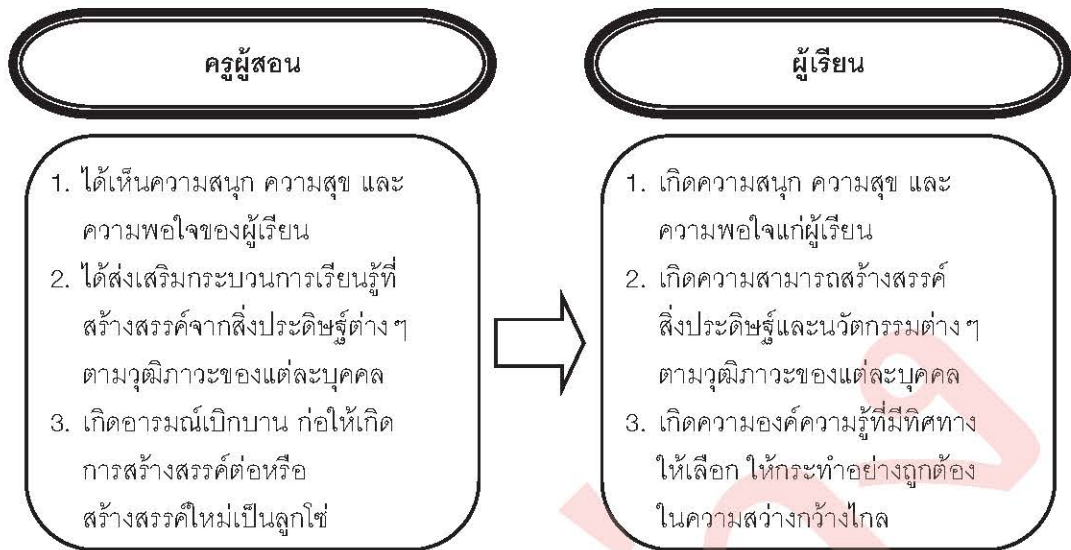 ครูผู้สอน
1. ได้เห็นความสนุก ความสุข และ
ความพอใจของผู้เรียน
2. ได้ส่งเสริมกระบวนการเรียนรู้ที่
สร้างสรรค์จากสิ่งประดิษฐ์ต่าง ๆ
ตามวุฒิภาวะของแต่ละบุคคล
3. เกิดอารมณ์เบิกบาน ก่อให้เกิด
การสร้างสรรค์ต่อหรือ
สร้างสรรค์ใหม่เป็นลูกโซ่
ผู้เรียน
1. เกิดความสนุก ความสุข และ
ความพอใจแก่ผู้เรียน
2. เกิดความสามารถสร้างสรรค์
สิ่งประดิษฐ์และนวัตกรรมต่าง ๆ
ตามวุฒิภาวะของแต่ละบุคคล
3. เกิดความองค์ความรู้ที่มีทิศทาง
ให้เลือก ให้กระทำอย่างถูกต้อง
ในความสว่างกว้างไกล